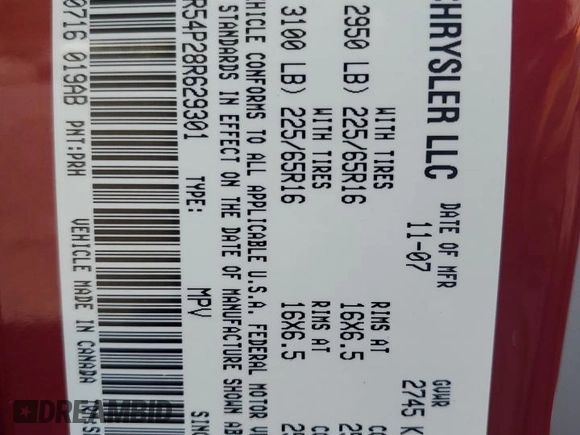 CHRYSLER LLC
DATE OF MFR
11-07
GVWR
2745 K
2950 LB) WITH TIRES 225/65R16 RIMS AT 16X6.5
3100 LB) WITH TIRES 225/65R16 RIMS AT 16X6.5
VEHICLE CONFORMS TO ALL APPLICABLE U.S.A. FEDERAL MOTOR
STANDARDS IN EFFECT ON THE DATE OF MANUFACTURE SHOWN AB
R54P28R629301 TYPE: MPV SING
0716 019AB PNT:PRH VEHICLE MADE IN CANADA
DREAMBID